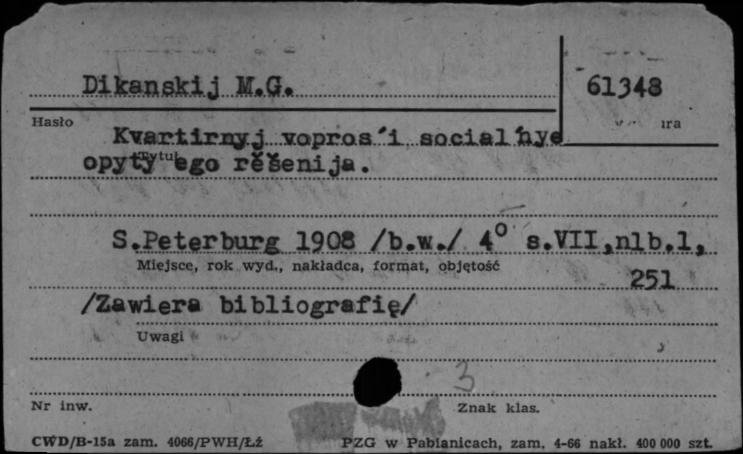 Dikanskij M.G.
61348
Hasło
Kvartirnyj vopros'i social'nye
opyty ego rěšenija.
Tytuł
S.Peterburg 1908 /b.w./ 4° s.VII,nlb.1,
Miejsce, rok wyd., nakładca, format, objętość
251
/Zawiera bibliografię/
Uwagi
3
Nr inw.
Znak klas.
CWD/B-15a zam. 4066/PWH/Łź
PZG w Pabianicach, zam. 4-66 nakł. 400 000 szt.